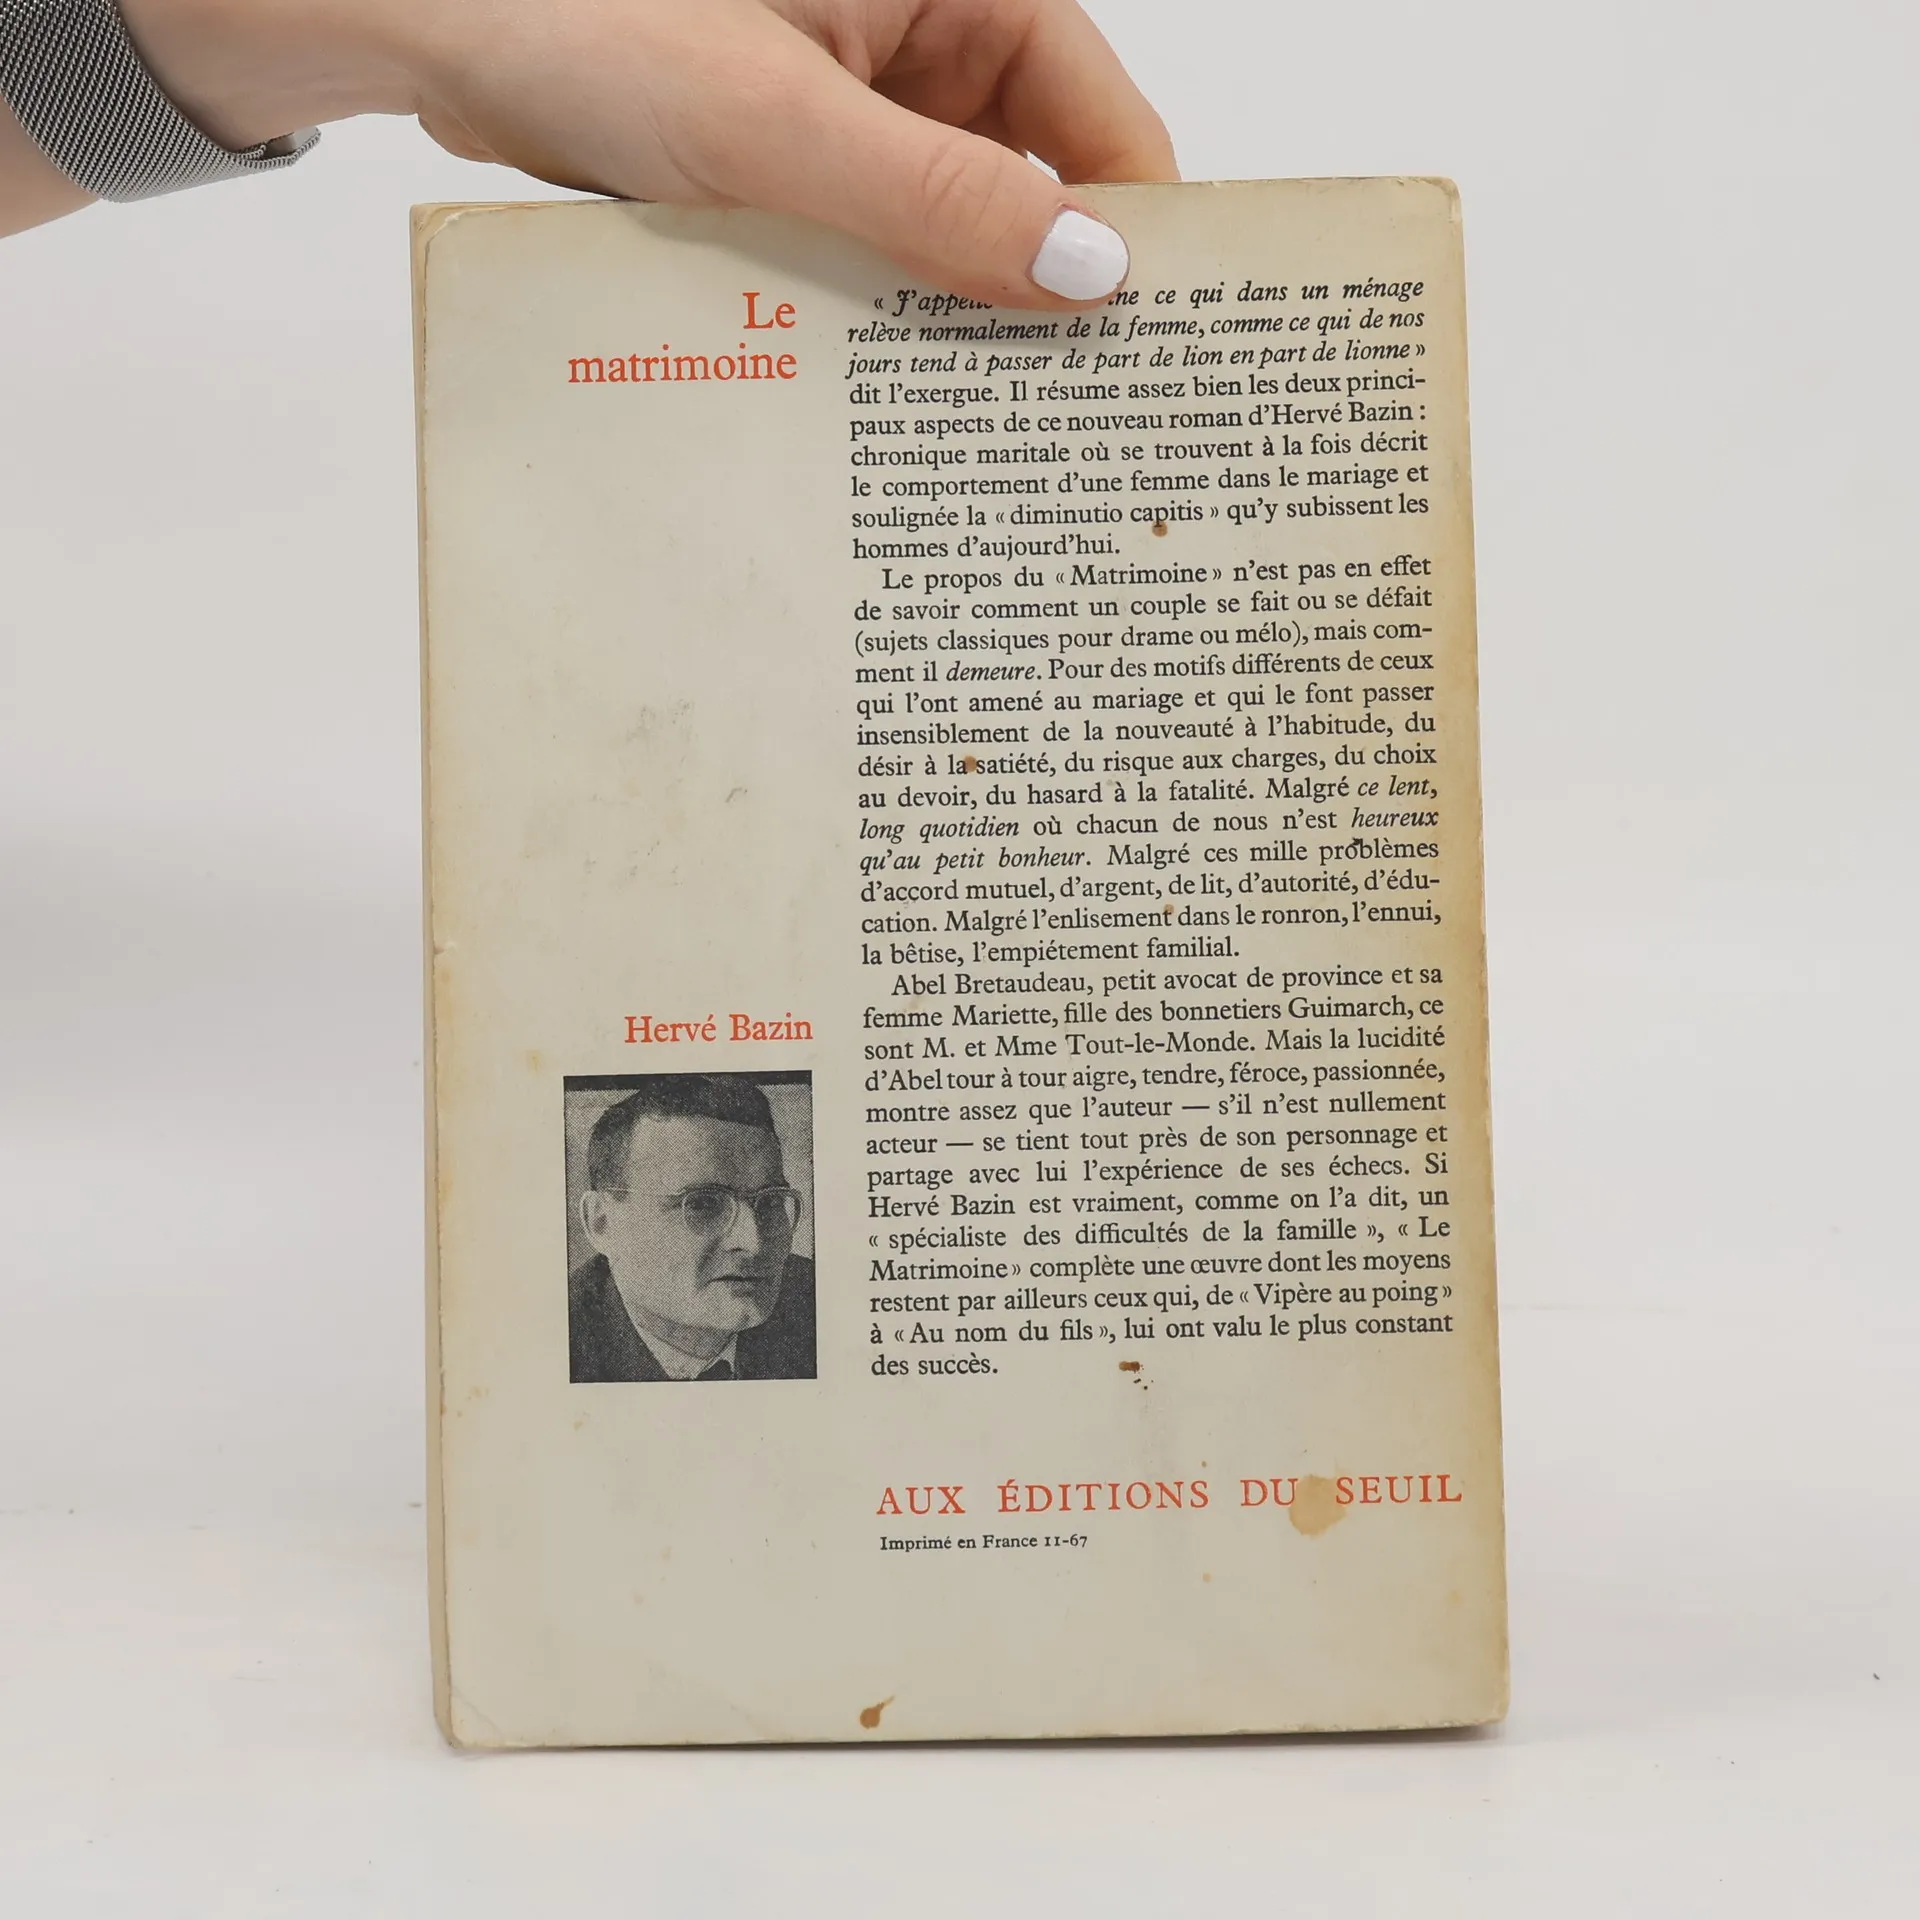 Le
matrimoine
« J'appelle ce qui dans un ménage
relève normalement de la femme, comme ce qui de nos
jours tend à passer de part de lion en part de lionne »
dit l'exergue. Il résume assez bien les deux princi-
paux aspects de ce nouveau roman d'Hervé Bazin :
chronique maritale où se trouvent à la fois décrit
le comportement d'une femme dans le mariage et
soulignée la « diminutio capitis » qu'y subissent les
hommes d'aujourd'hui.
Le propos du « Matrimoine » n'est pas en effet
de savoir comment un couple se fait ou se défait
(sujets classiques pour drame ou mélo), mais com-
ment il demeure. Pour des motifs différents de ceux
qui l'ont amené au mariage et qui le font passer
insensiblement de la nouveauté à l'habitude, du
désir à la satiété, du risque aux charges, du choix
au devoir, du hasard à la fatalité. Malgré ce lent,
long quotidien où chacun de nous n'est heureux
qu'au petit bonheur. Malgré ces mille problèmes
d'accord mutuel, d'argent, de lit, d'autorité, d'édu-
cation. Malgré l'enlisement dans le ronron, l'ennui,
la bêtise, l'empiétement familial.
Abel Bretaudeau, petit avocat de province et sa
femme Mariette, fille des bonnetiers Guimarch, ce
sont M. et Mme Tout-le-Monde. Mais la lucidité
d'Abel tour à tour aigre, tendre, féroce, passionnée,
montre assez que l'auteur — s'il n'est nullement
acteur — se tient tout près de son personnage et
partage avec lui l'expérience de ses échecs. Si
Hervé Bazin est vraiment, comme on l'a dit, un
« spécialiste des difficultés de la famille », « Le
Matrimoine » complète une œuvre dont les moyens
restent par ailleurs ceux qui, de « Vipère au poing »
à « Au nom du fils », lui ont valu le plus constant
des succès.
Hervé Bazin
AUX ÉDITIONS DU SEUIL
Imprimé en France 11-67